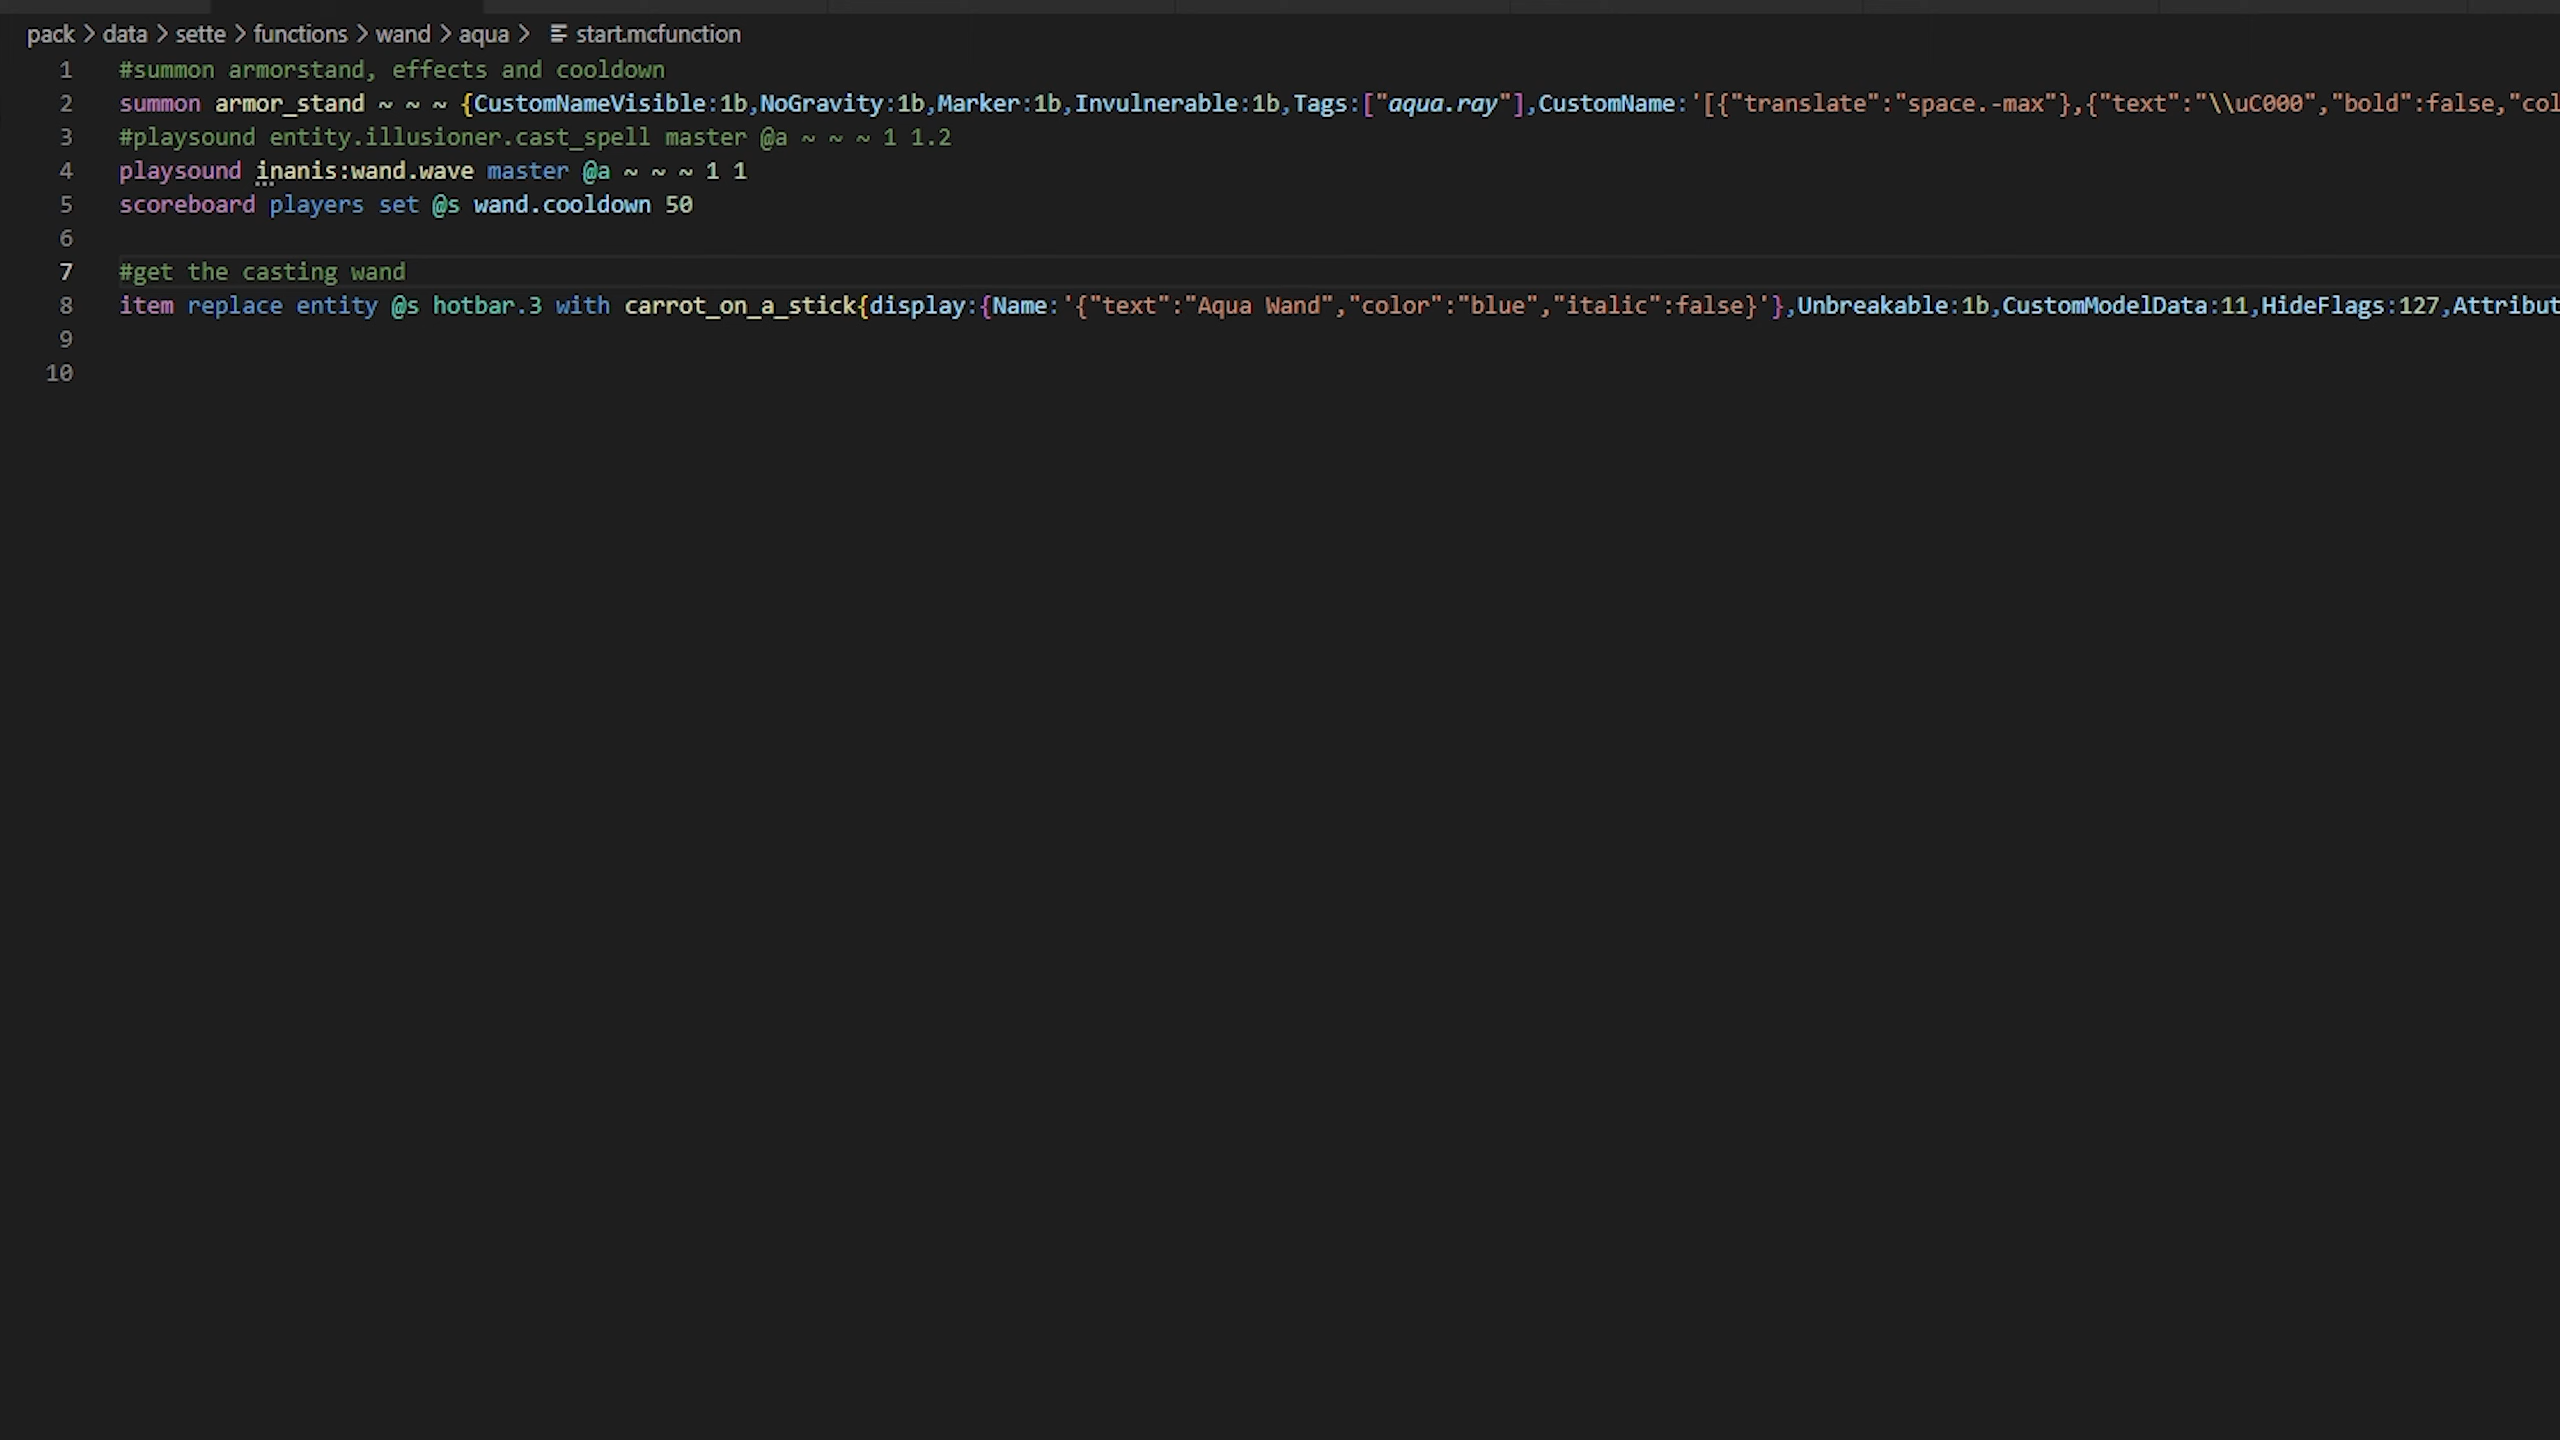 pack > data > sette > functions > wand > aqua > start.mcfunction
1 #summon armorstand, effects and cooldown
2 summon armor_stand ~ ~ ~ {CustomNameVisible:1b,NoGravity:1b,Marker:1b,Invulnerable:1b,Tags:["aqua.ray"],CustomName:'[{"translate":"space.-max"},{"text":"\\uC000","bold":false,"col
3 #playsound entity.illusioner.cast_spell master @a ~ ~ ~ 1 1.2
4 playsound inanis:wand.wave master @a ~ ~ ~ 1 1
5 scoreboard players set @s wand.cooldown 50
6
7 #get the casting wand
8 item replace entity @s hotbar.3 with carrot_on_a_stick{display:{Name:'{"text":"Aqua Wand","color":"blue","italic":false}'},Unbreakable:1b,CustomModelData:11,HideFlags:127,Attribut
9
10